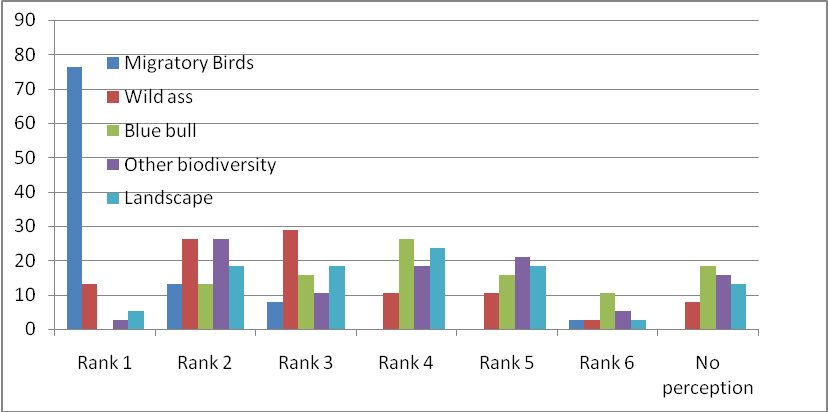 90
80
70
60
50
40
30
20
10
0
Migratory Birds
Wild ass
Blue bull
Other biodiversity
Landscape
Rank 1 Rank 2 Rank 3 Rank 4 Rank 5 Rank 6 No
perception